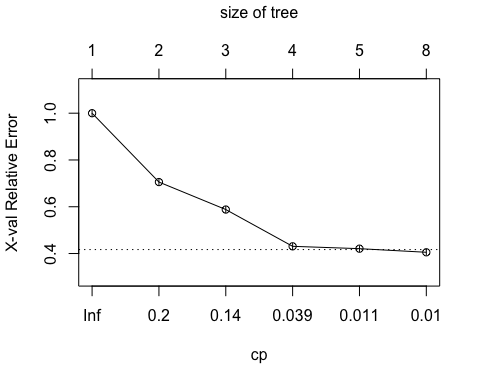 size of tree
1 2 3 4 5 8
X-val Relative Error
1.0
0.8
0.6
0.4
Inf 0.2 0.14 0.039 0.011 0.01
cp